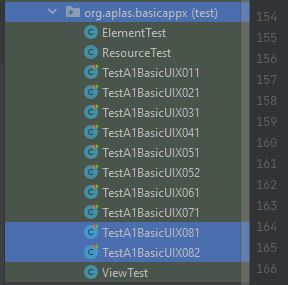 org.aplas.basicappx (test)
ElementTest
ResourceTest
TestA1BasicUIX011
TestA1BasicUIX021
TestA1BasicUIX031
TestA1BasicUIX041
TestA1BasicUIX051
TestA1BasicUIX052
TestA1BasicUIX061
TestA1BasicUIX071
TestA1BasicUIX081
TestA1BasicUIX082
ViewTest
154
155
156
157
158
159
160
161
162
163
164
165
166